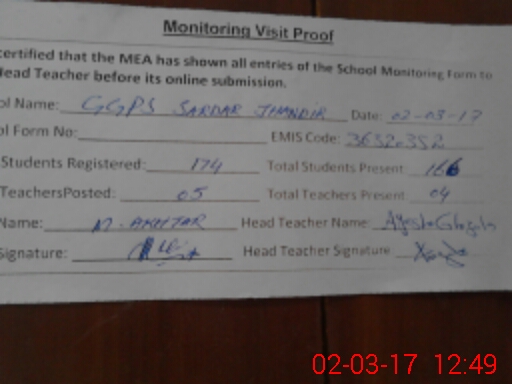 Monitoring Visit Proof
certified that the MEA has shown all entries of the School Monitoring Form to
Head Teacher before its online submission.
ol Name: GGPS SARDAR JHANDIR Date: 02-03-17
ol Form No: EMIS Code: 36320352
Students Registered: 174 Total Students Present 166
TeachersPosted: 05 Total Teachers Present 04
Name: M. AKHTAR Head Teacher Name: Ayesha
Signature: Head Teacher Signature
02-03-17 12:49